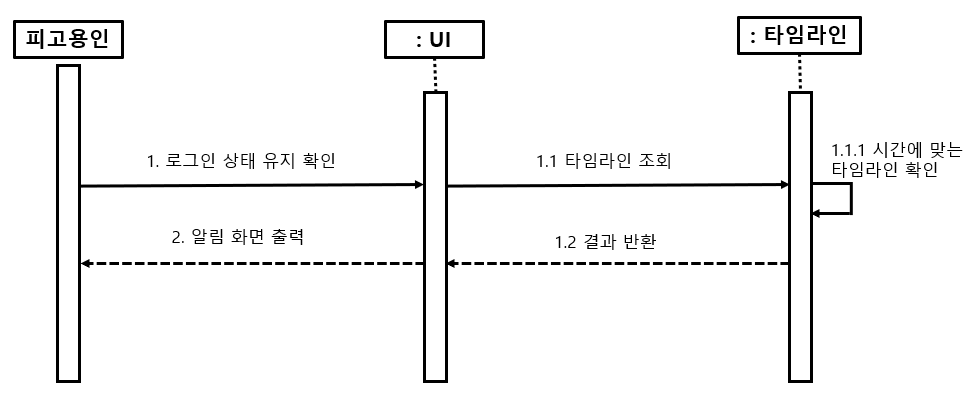 피고용인
: UI
: 타임라인
1. 로그인 상태 유지 확인
1.1 타임라인 조회
1.1.1 시간에 맞는
타임라인 확인
2. 알림 화면 출력
1.2 결과 반환